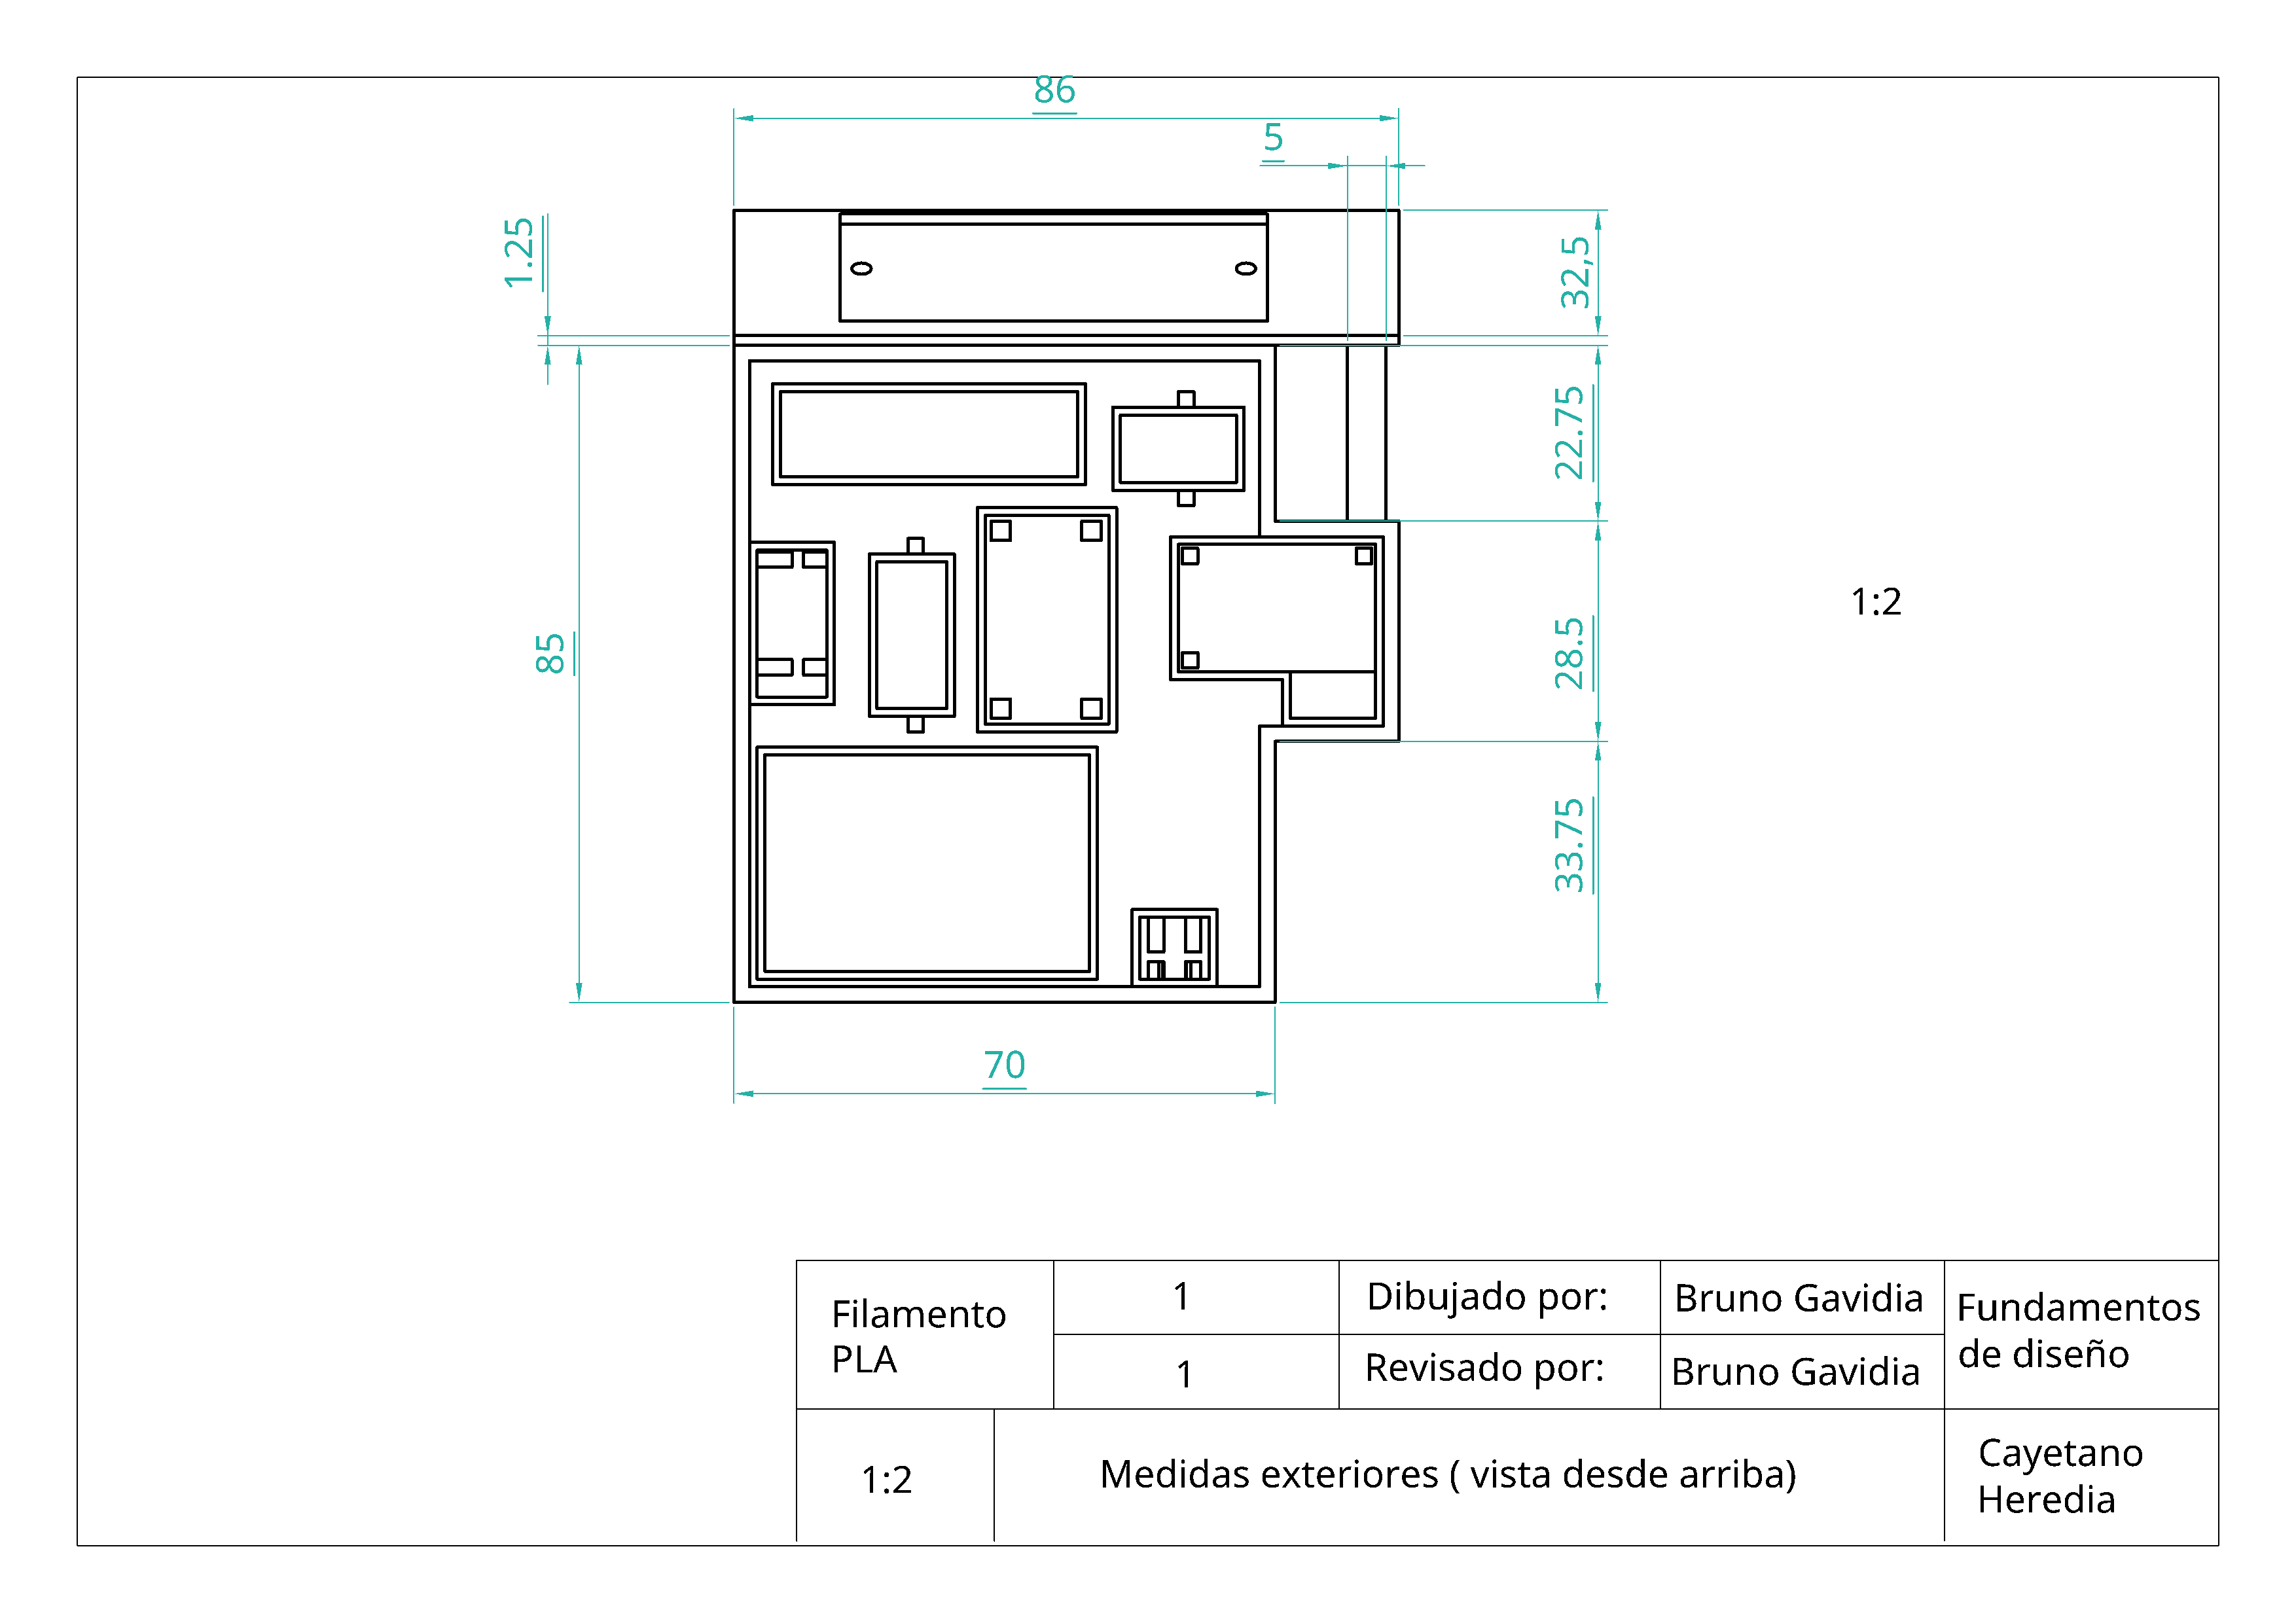 86
5
1.25
32,5
22.75
28.5
1:2
85
33.75
70
Filamento
PLA
1
1
Dibujado por:
Bruno Gavidia
Revisado por:
Bruno Gavidia
Fundamentos
de diseño
1:2
Medidas exteriores ( vista desde arriba)
Cayetano
Heredia